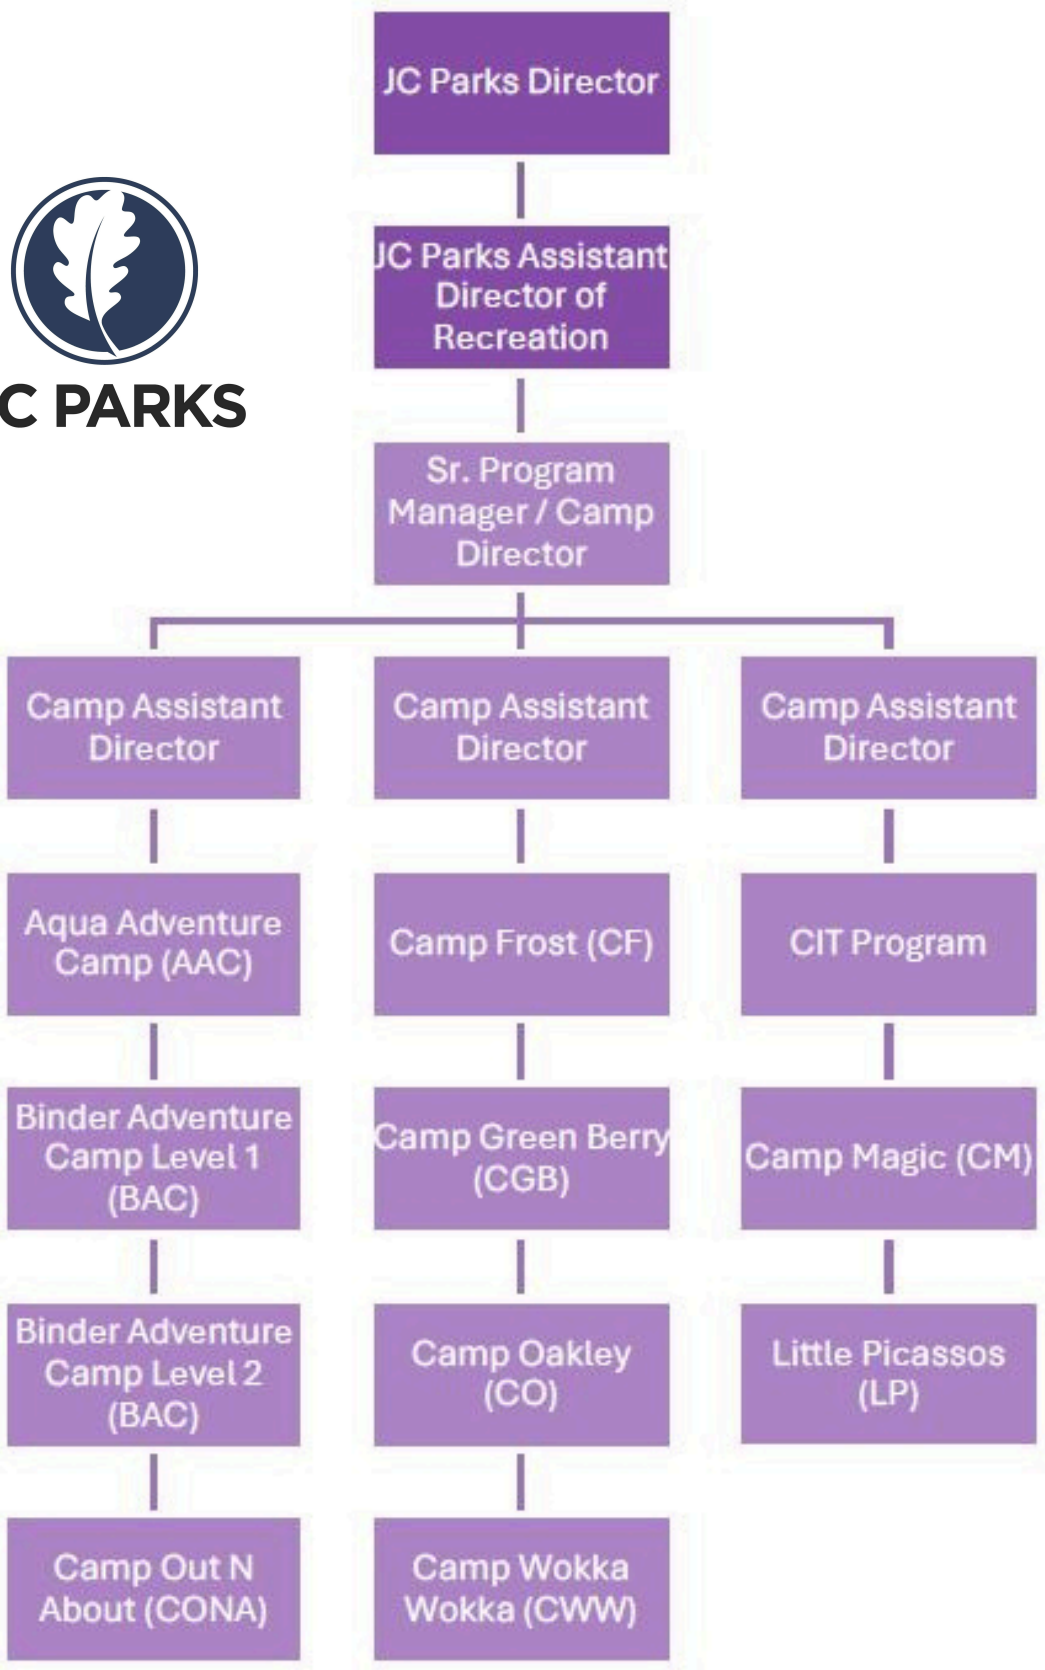 JC Parks Director
JC Parks Assistant
Director of
Recreation
C PARKS
Sr. Program
Manager / Camp
Director
Camp Assistant
Director
Camp Assistant
Director
Camp Assistant
Director
Aqua Adventure
Camp (AAC)
Camp Frost (CF)
CIT Program
Binder Adventure
Camp Level 1
(BAC)
Camp Green Berry
(CGB)
Camp Magic (CM)
Binder Adventure
Camp Level 2
(BAC)
Camp Oakley
(CO)
Little Picassos
(LP)
Camp Out N
About (CONA)
Camp Wokka
Wokka (CWW)